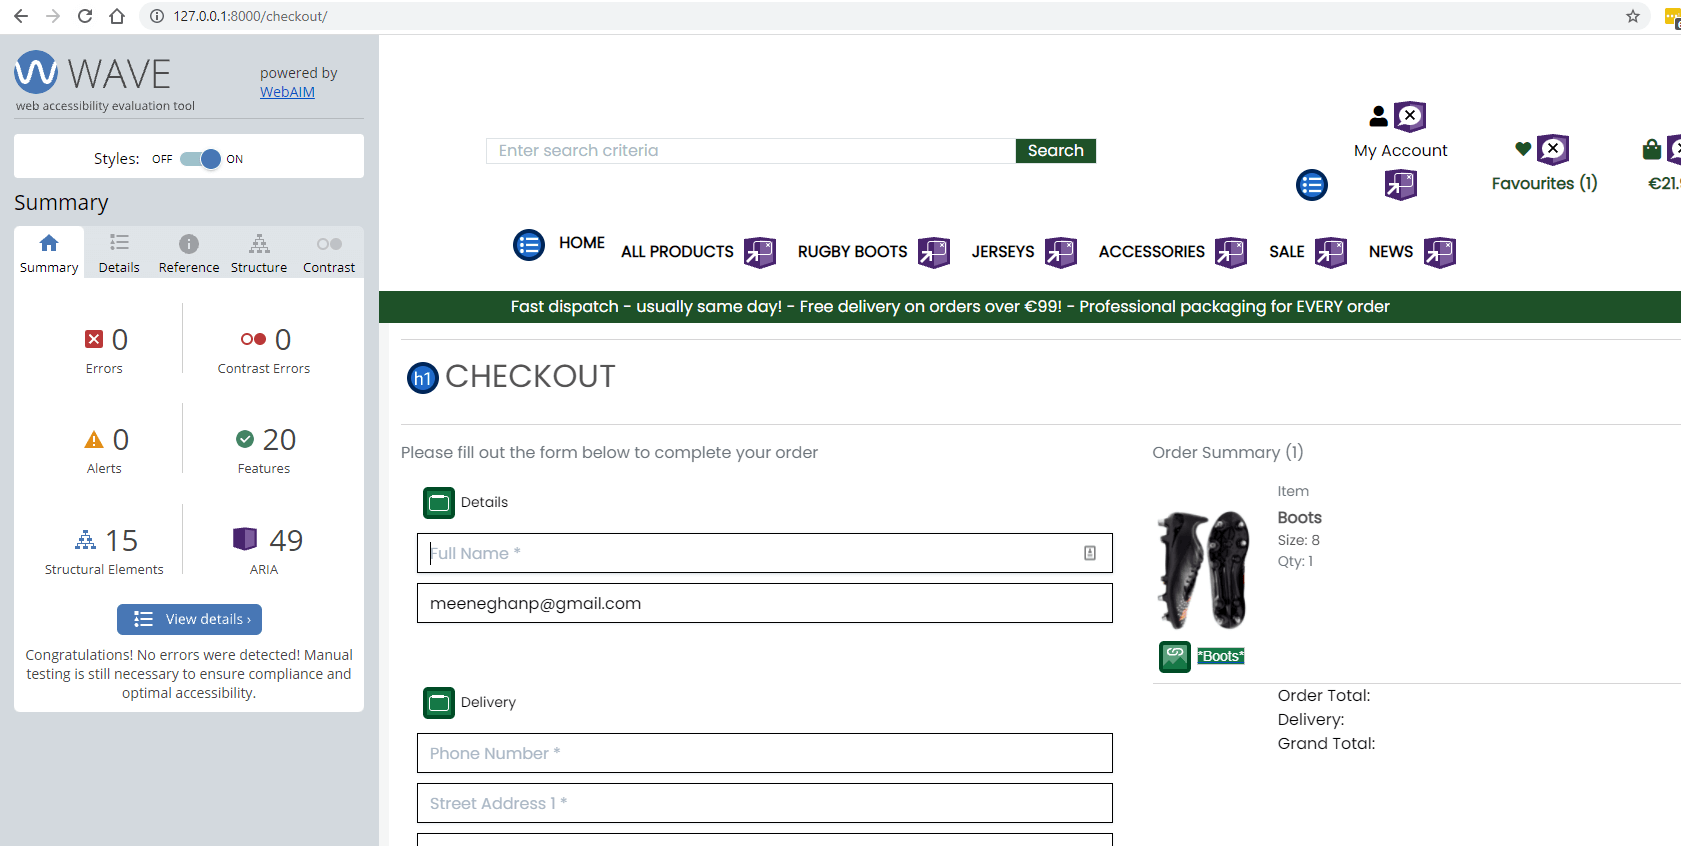 127.0.0.1:8000/checkout/
WAVE
powered by
WebAIM
web accessibility evaluation tool
Styles: OFF ON
Summary
Summary Details Reference Structure Contrast
0 0
Errors Contrast Errors
0 20
Alerts Features
15 49
Structural Elements ARIA
View details ›
Congratulations! No errors were detected! Manual
testing is still necessary to ensure compliance and
optimal accessibility.
Enter search criteria Search
My Account
Favourites (1)
€21.
HOME ALL PRODUCTS RUGBY BOOTS JERSEYS ACCESSORIES SALE NEWS
Fast dispatch - usually same day! - Free delivery on orders over €99! - Professional packaging for EVERY order
h1 CHECKOUT
Please fill out the form below to complete your order
Details
Full Name *
meeneghanp@gmail.com
Delivery
Phone Number *
Street Address 1 *
Order Summary (1)
Item
Boots
Size: 8
Qty: 1
*Boots*
Order Total:
Delivery:
Grand Total: